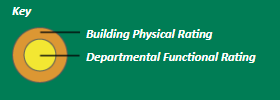 Key
Building Physical Rating
Departmental Functional Rating